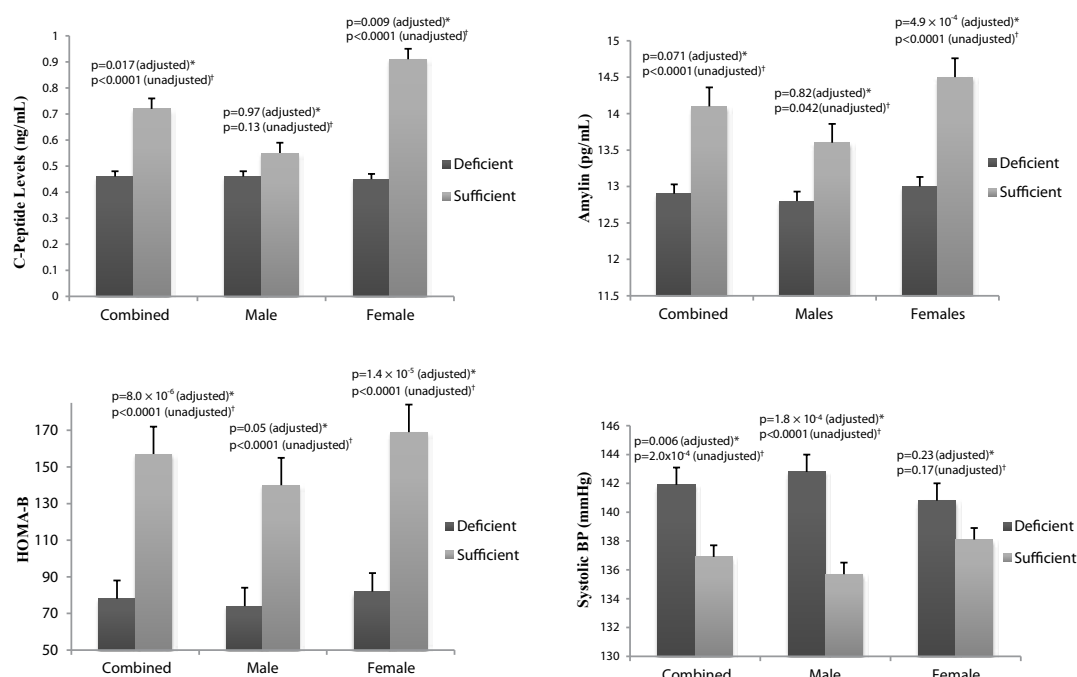 p=0.009 (adjusted)*
p<0.0001 (unadjusted)†
p=0.017 (adjusted)*
p<0.0001 (unadjusted)†
p=0.97 (adjusted)*
p=0.13 (unadjusted)†
C-Peptide Levels (ng/mL)
1
0.9
0.8
0.7
0.6
0.5
0.4
0.3
0.2
0.1
0
Combined
Male
Female
Deficient
Sufficient
p=4.9 × 10-4 (adjusted)*
p<0.0001 (unadjusted)†
p=0.071 (adjusted)*
p<0.0001 (unadjusted)†
p=0.82 (adjusted)*
p=0.042 (unadjusted)†
Amylin (pg/mL)
15
14.5
14
13.5
13
12.5
12
11.5
Combined
Males
Females
Deficient
Sufficient
p=1.4 × 10-5 (adjusted)*
p<0.0001 (unadjusted)†
p=8.0 × 10-6 (adjusted)*
p<0.0001 (unadjusted)†
p=0.05 (adjusted)*
p<0.0001 (unadjusted)†
HOMA-B
170
150
130
110
90
70
50
Combined
Male
Female
Deficient
Sufficient
p=1.8 × 10-4 (adjusted)*
p<0.0001 (unadjusted)†
p=0.006 (adjusted)*
p=2.0x10-4 (unadjusted)†
p=0.23 (adjusted)*
p=0.17 (unadjusted)†
Systolic BP (mmHg)
146
144
142
140
138
136
134
132
130
Combined
Male
Female
Deficient
Sufficient